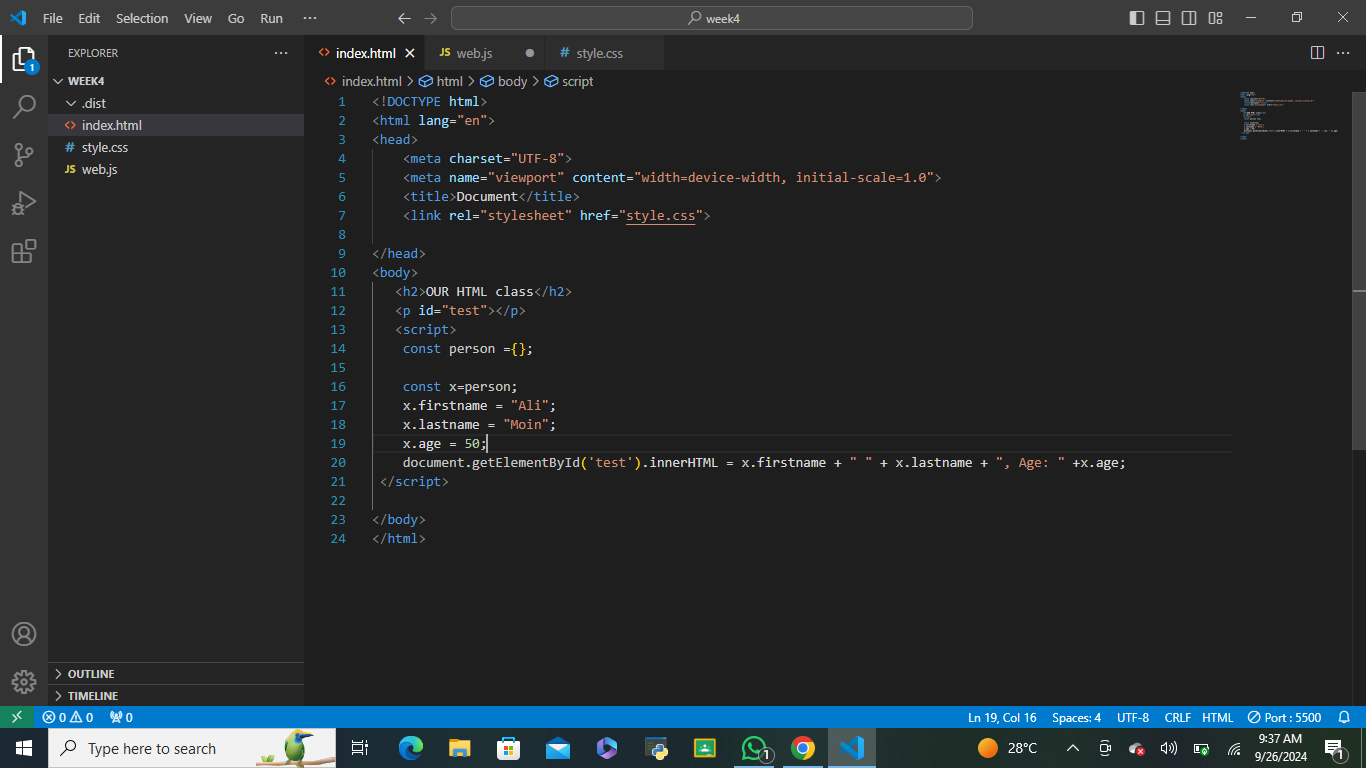 File Edit Selection View Go Run ··· week4
EXPLORER ···
WEEK4
.dist
index.html
style.css
web.js
OUTLINE
TIMELINE
index.html JS web.js # style.css
index.html > html > body > script
1 <!DOCTYPE html>
2 <html lang="en">
3 <head>
4 <meta charset="UTF-8">
5 <meta name="viewport" content="width=device-width, initial-scale=1.0">
6 <title>Document</title>
7 <link rel="stylesheet" href="style.css">
8
9 </head>
10 <body>
11 <h2>OUR HTML class</h2>
12 <p id="test"></p>
13 <script>
14 const person ={};
15
16 const x=person;
17 x.firstname = "Ali";
18 x.lastname = "Moin";
19 x.age = 50;
20 document.getElementById('test').innerHTML = x.firstname + " " + x.lastname + ", Age: " +x.age;
21 </script>
22
23 </body>
24 </html>
0 0 0 Ln 19, Col 16 Spaces: 4 UTF-8 CRLF HTML Port : 5500
Type here to search 1 28°C 9:37 AM
9/26/2024 1